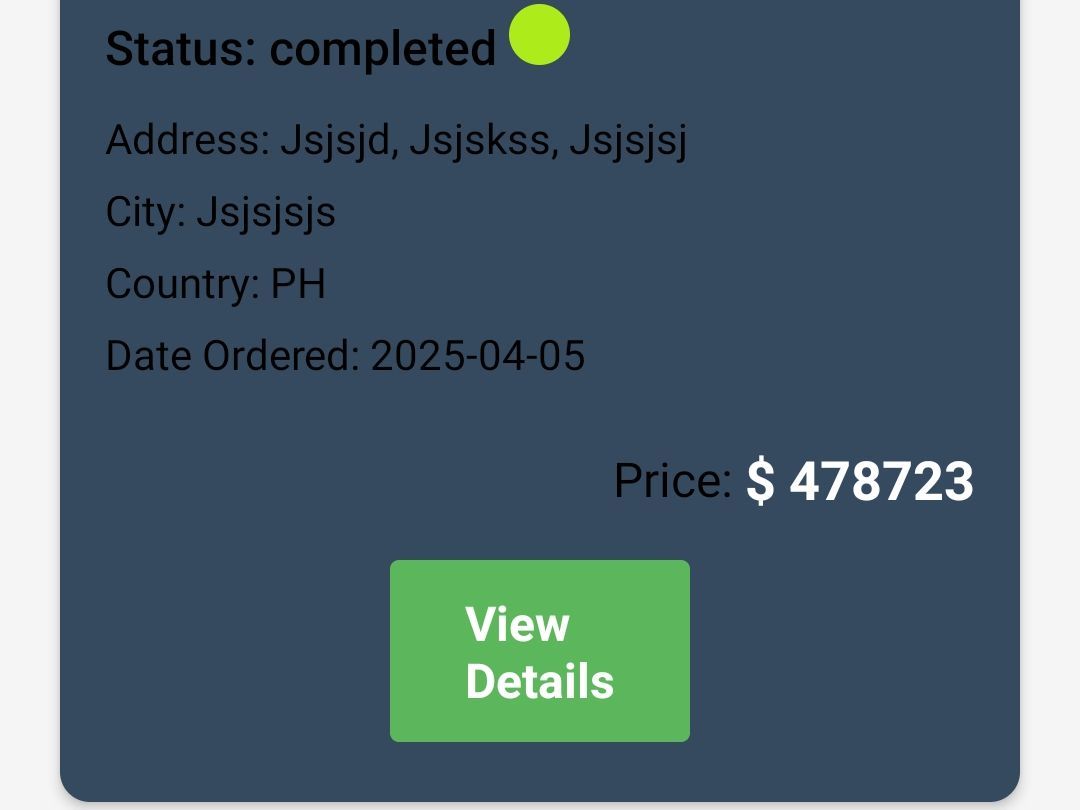 Status: completed
Address: Jsjsjd, Jsjskss, Jsjsjsj
City: Jsjsjsjs
Country: PH
Date Ordered: 2025-04-05
Price: $ 478723
View
Details